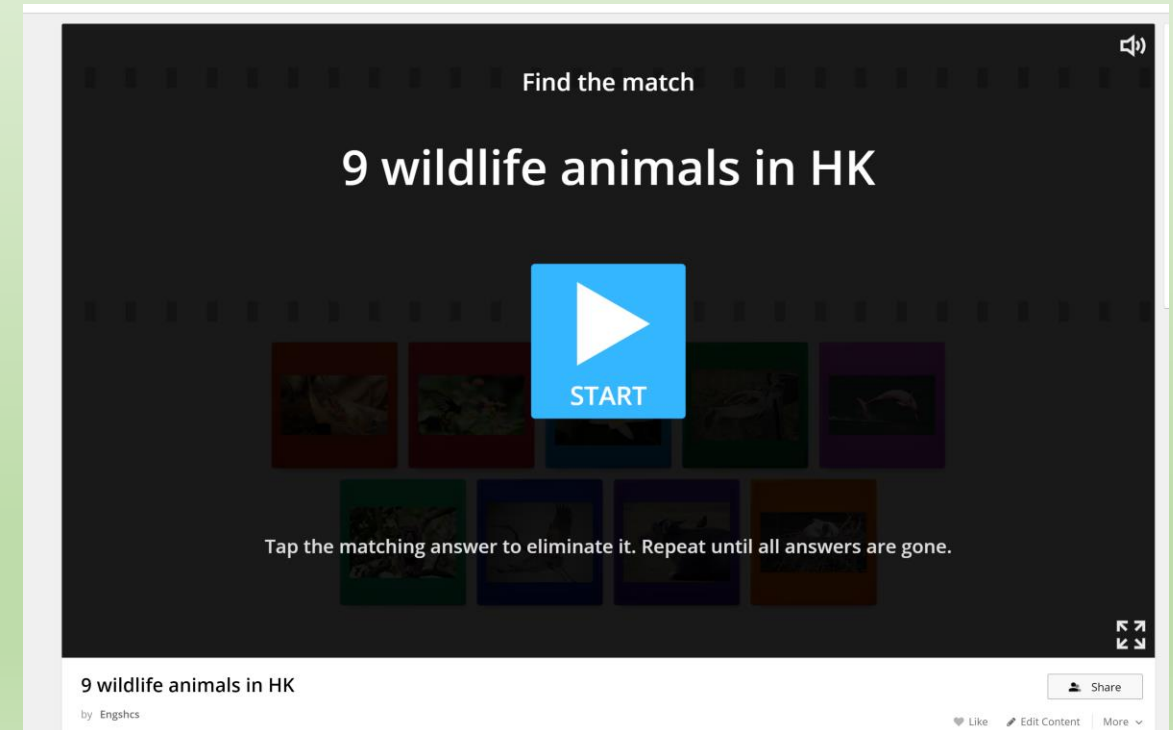 Find the match
9 wildlife animals in HK
START
Tap the matching answer to eliminate it. Repeat until all answers are gone.
9 wildlife animals in HK
Share
by Engshcs
Like Edit Content More